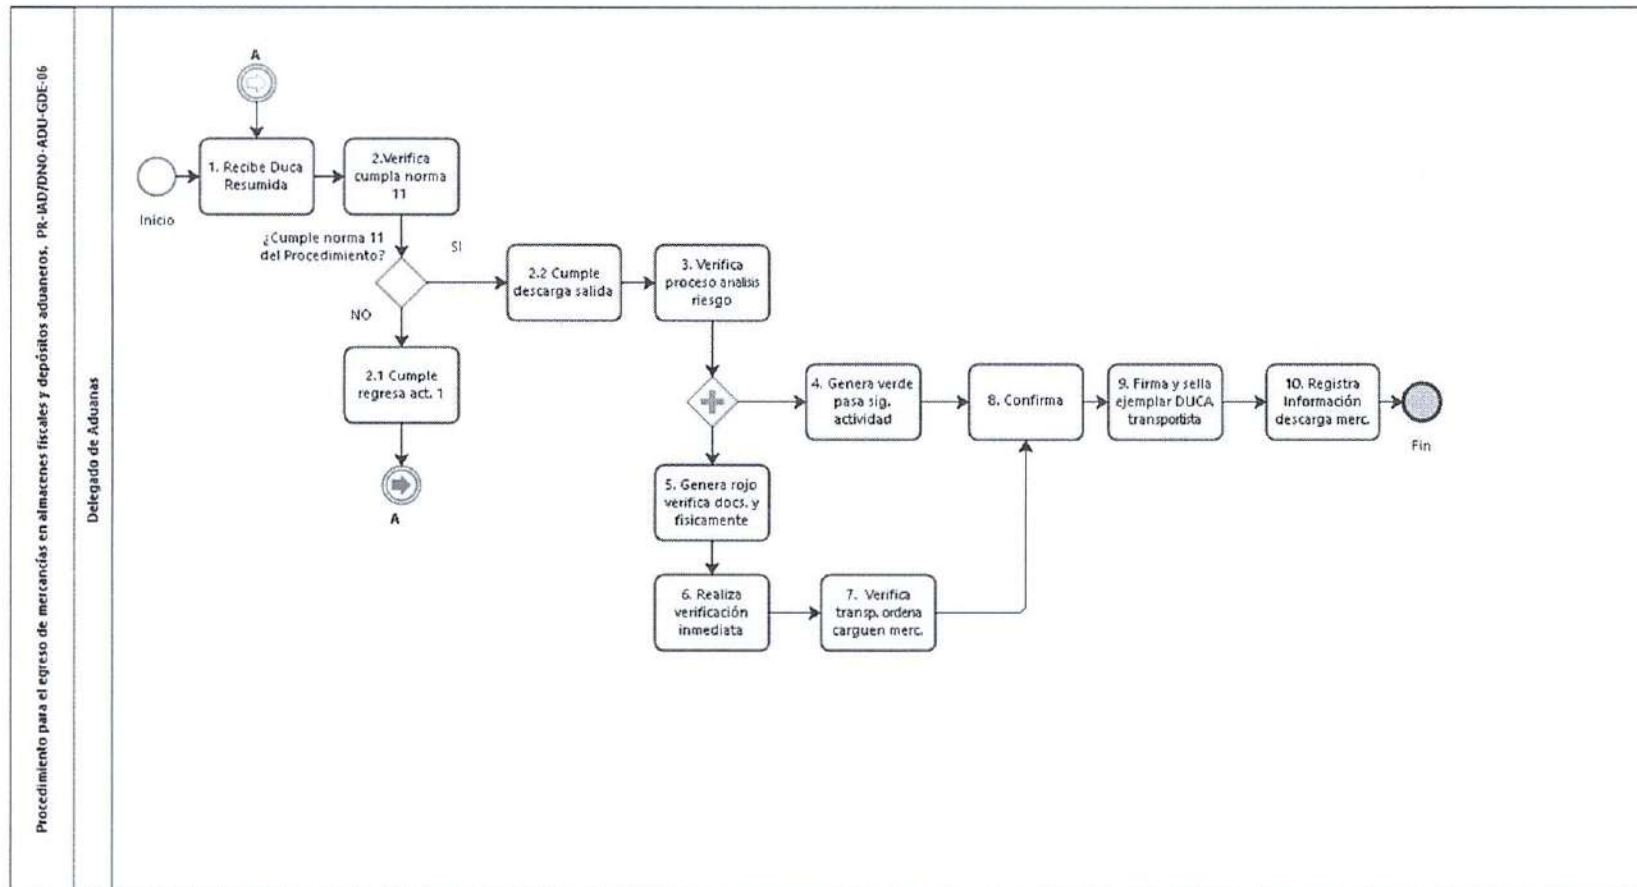 Procedimiento para el egreso de mercancías en almacenes fiscales y depósitos aduaneros. PR-IAD/DNO-ADU-GDE-06
Delegado de Aduanas
A
Inicio
1. Recibe Duca
Resumida
2.Verifica
cumpla norma
11
¿Cumple norma 11
del Procedimiento?
SI
NO
2.1 Cumple
regresa act. 1
A
2.2 Cumple
descarga salida
3. Verifica
proceso analisis
riesgo
4. Genera verde
pasa sig.
actividad
5. Genera rojo
verifica docs. y
fisicamente
6. Realiza
verificación
inmediata
7. Verifica
transp. ordena
carguen merc.
8. Confirma
9. Firma y sella
ejemplar DUCA
transportista
10. Registra
Información
descarga merc.
Fin